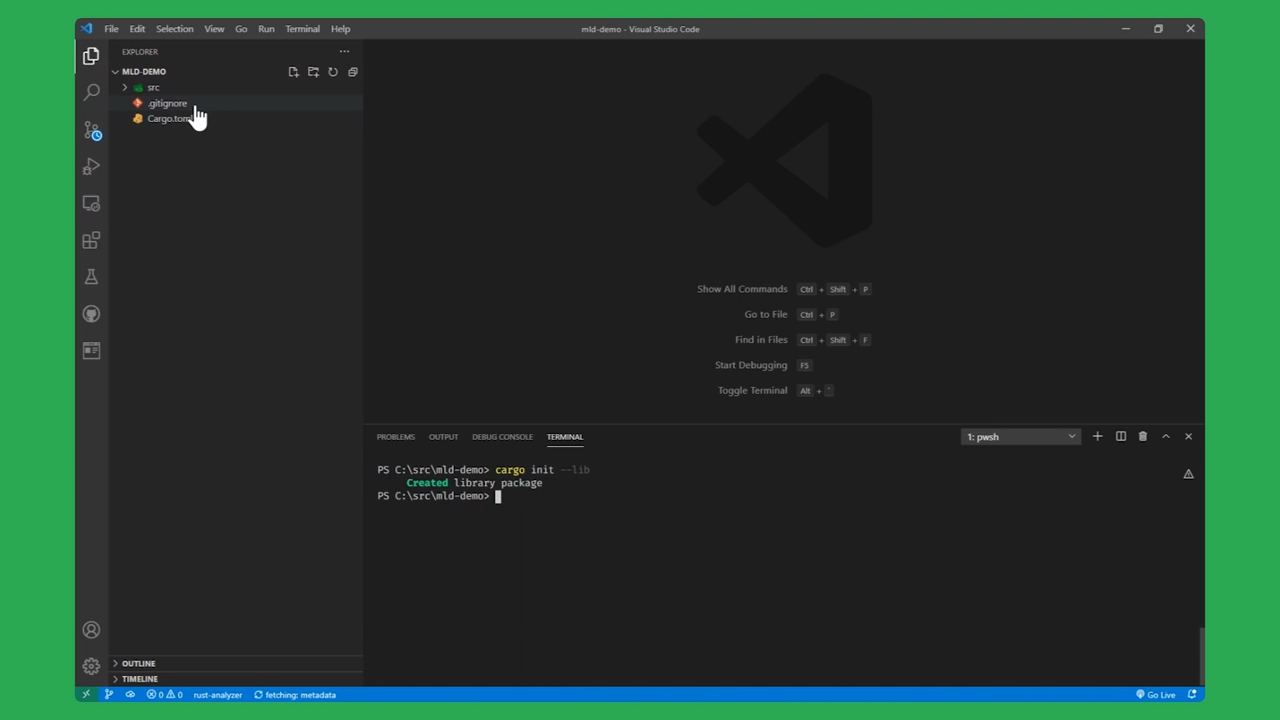 File Edit Selection View Go Run Terminal Help
mld-demo - Visual Studio Code
EXPLORER
MLD-DEMO
src
.gitignore
Cargo.toml
Show All Commands Ctrl + Shift + P
Go to File Ctrl + P
Find in Files Ctrl + Shift + F
Start Debugging F5
Toggle Terminal Alt + `
PROBLEMS OUTPUT DEBUG CONSOLE TERMINAL
1: pwsh
PS C:\src\mld-demo> cargo init --lib
Created library package
PS C:\src\mld-demo>
OUTLINE
TIMELINE
0 0 rust-analyzer fetching: metadata Go Live